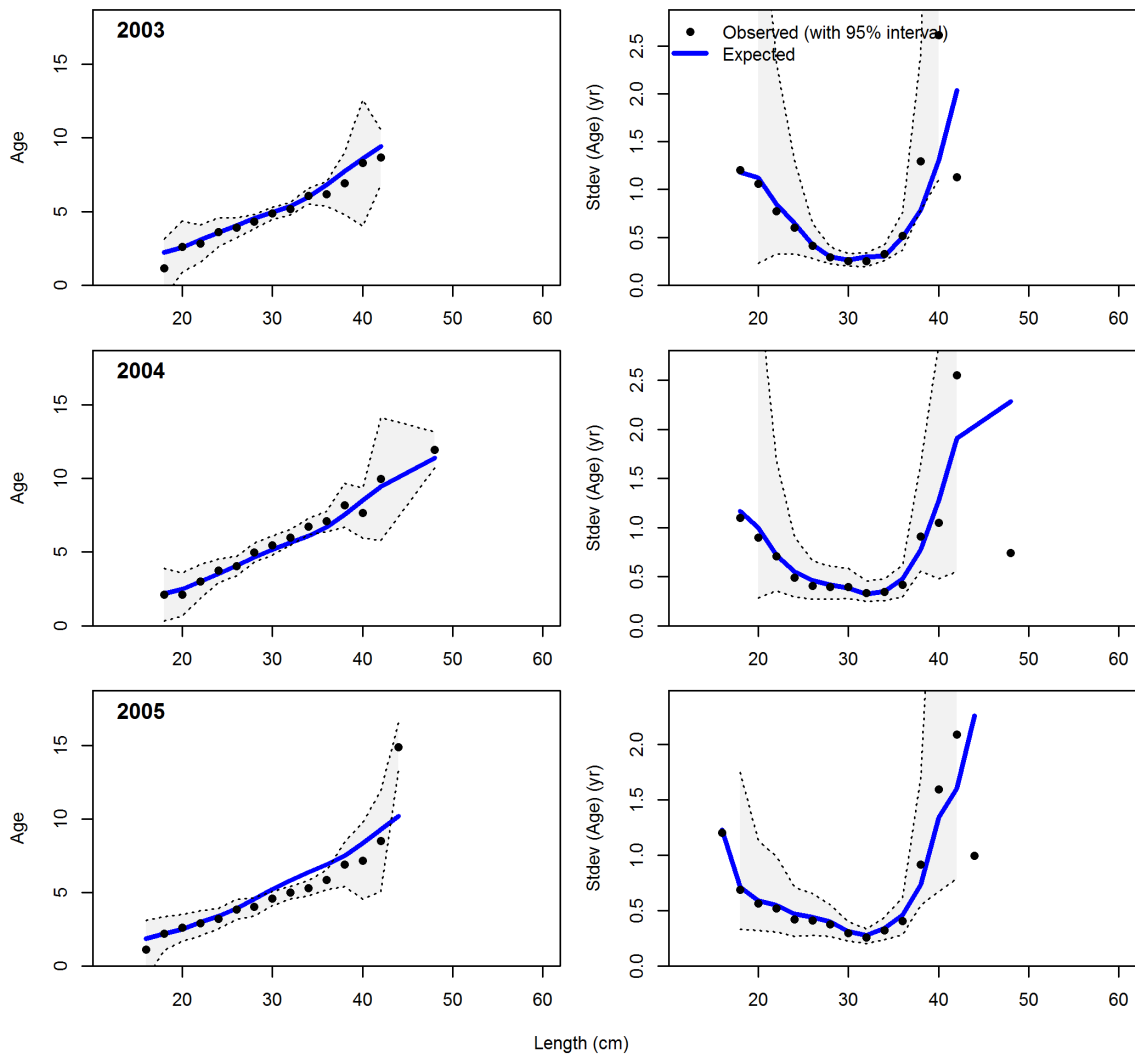 2003
Age
0 5 10 15
20 30 40 50 60
Observed (with 95% interval)
Expected
Stdev (Age) (yr)
0.0 0.5 1.0 1.5 2.0 2.5
20 30 40 50 60
2004
Age
0 5 10 15
20 30 40 50 60
Stdev (Age) (yr)
0.0 0.5 1.0 1.5 2.0 2.5
20 30 40 50 60
2005
Age
0 5 10 15
20 30 40 50 60
Stdev (Age) (yr)
0.0 0.5 1.0 1.5 2.0
20 30 40 50 60
Length (cm)